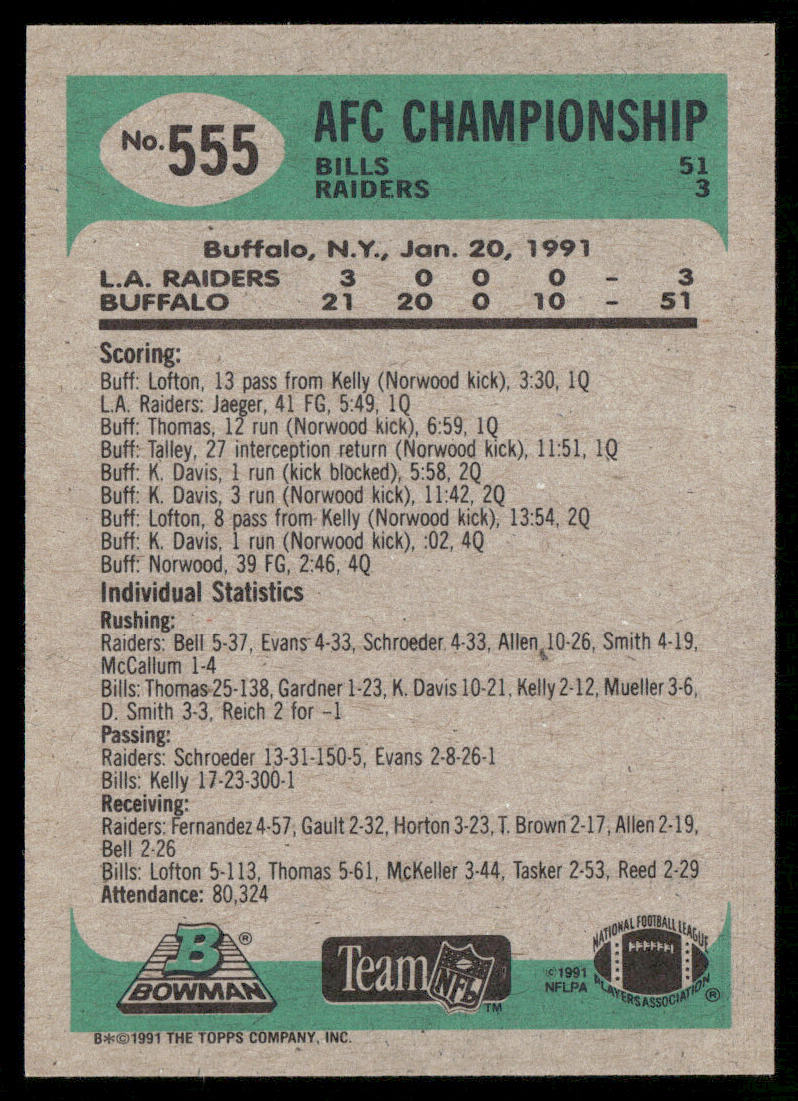 No. 555
AFC CHAMPIONSHIP
BILLS 51
RAIDERS 3
Buffalo, N.Y., Jan. 20, 1991
L.A. RAIDERS 3 0 0 0 – 3
BUFFALO 21 20 0 10 – 51
Scoring:
Buff: Lofton, 13 pass from Kelly (Norwood kick), 3:30, 1Q
L.A. Raiders: Jaeger, 41 FG, 5:49, 1Q
Buff: Thomas, 12 run (Norwood kick), 6:59, 1Q
Buff: Talley, 27 interception return (Norwood kick), 11:51, 1Q
Buff: K. Davis, 1 run (kick blocked), 5:58, 2Q
Buff: K. Davis, 3 run (Norwood kick), 11:42, 2Q
Buff: Lofton, 8 pass from Kelly (Norwood kick), 13:54, 2Q
Buff: K. Davis, 1 run (Norwood kick), :02, 4Q
Buff: Norwood, 39 FG, 2:46, 4Q
Individual Statistics
Rushing:
Raiders: Bell 5-37, Evans 4-33, Schroeder 4-33, Allen 10-26, Smith 4-19,
McCallum 1-4
Bills: Thomas 25-138, Gardner 1-23, K. Davis 10-21, Kelly 2-12, Mueller 3-6,
D. Smith 3-3, Reich 2 for –1
Passing:
Raiders: Schroeder 13-31-150-5, Evans 2-8-26-1
Bills: Kelly 17-23-300-1
Receiving:
Raiders: Fernandez 4-57, Gault 2-32, Horton 3-23, T. Brown 2-17, Allen 2-19,
Bell 2-26
Bills: Lofton 5-113, Thomas 5-61, McKeller 3-44, Tasker 2-53, Reed 2-29
Attendance: 80,324
B®
BOWMAN
Team NFL™
©1991
NFLPA
NATIONAL FOOTBALL LEAGUE
PLAYERS ASSOCIATION®
B*©1991 THE TOPPS COMPANY, INC.